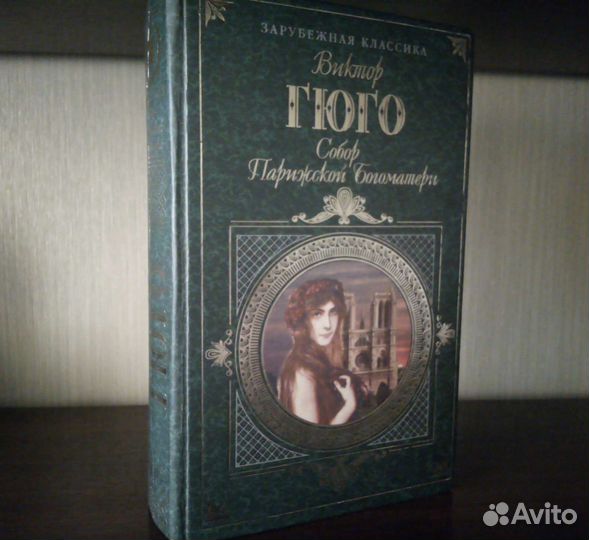 ЗАРУБЕЖНАЯ КЛАССИКА
Виктор
ГЮГО
Собор
Парижской Богоматери
Avito